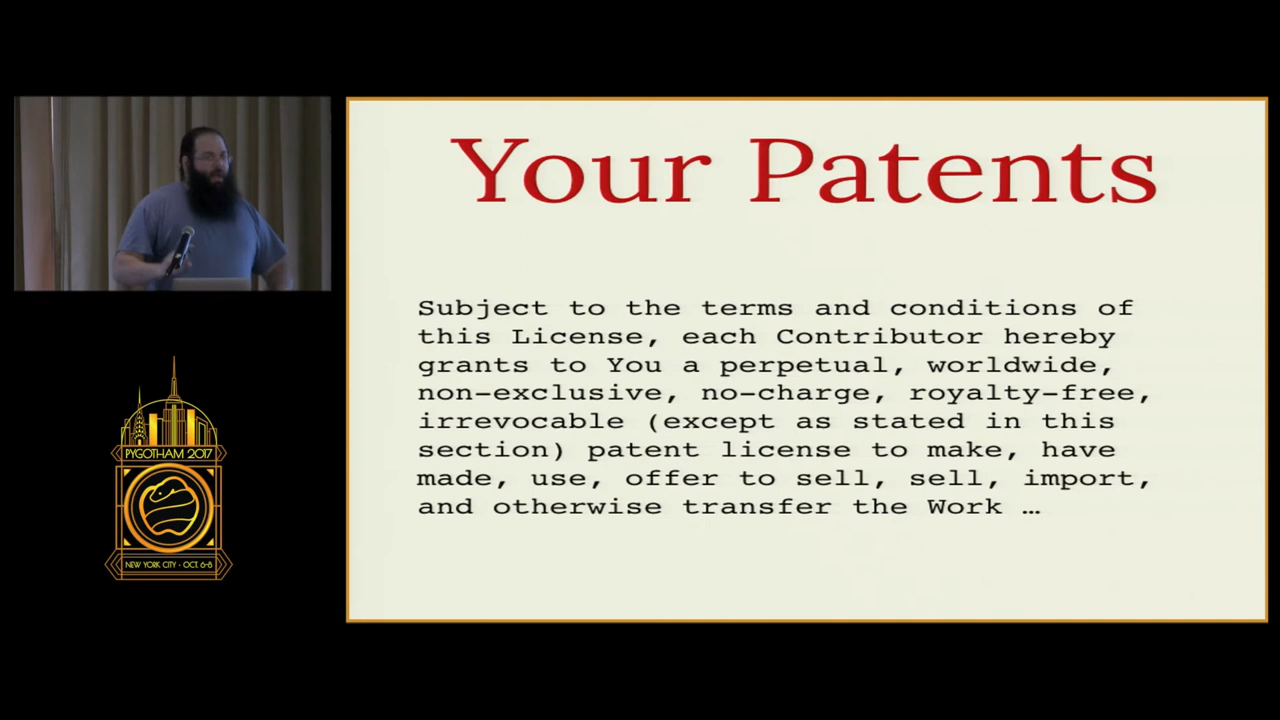 Your Patents
Subject to the terms and conditions of
this License, each Contributor hereby
grants to You a perpetual, worldwide,
non-exclusive, no-charge, royalty-free,
irrevocable (except as stated in this
section) patent license to make, have
made, use, offer to sell, sell, import,
and otherwise transfer the Work …
PYGOTHAM 2017
NEW YORK CITY • OCT. 6-8